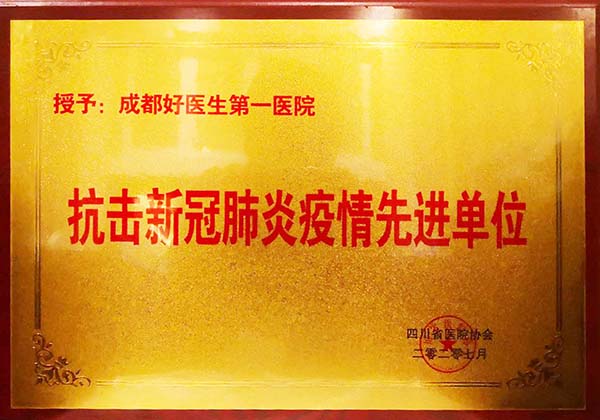 授予：成都好医生第一医院
抗击新冠肺炎疫情先进单位
四川省医院协会
二零二零七月